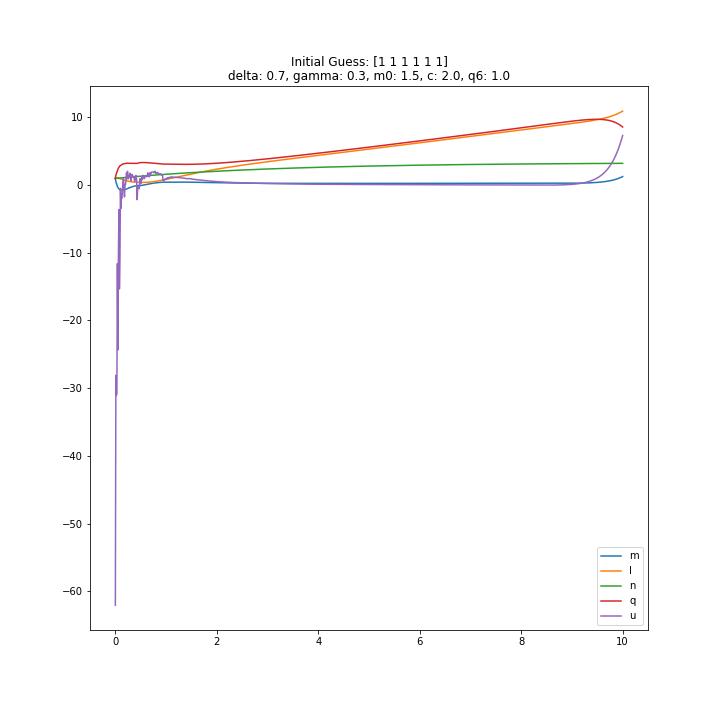 Initial Guess: [1 1 1 1 1 1]
delta: 0.7, gamma: 0.3, m0: 1.5, c: 2.0, q6: 1.0
10
0
−10
−20
−30
−40
−50
−60
m
l
n
q
u
0 2 4 6 8 10